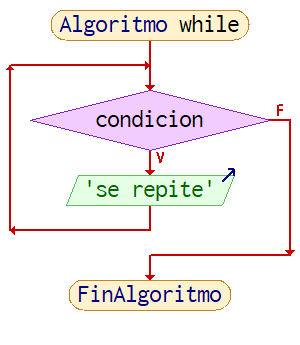 Algoritmo while
condicion
F
V
'se repite'
FinAlgoritmo